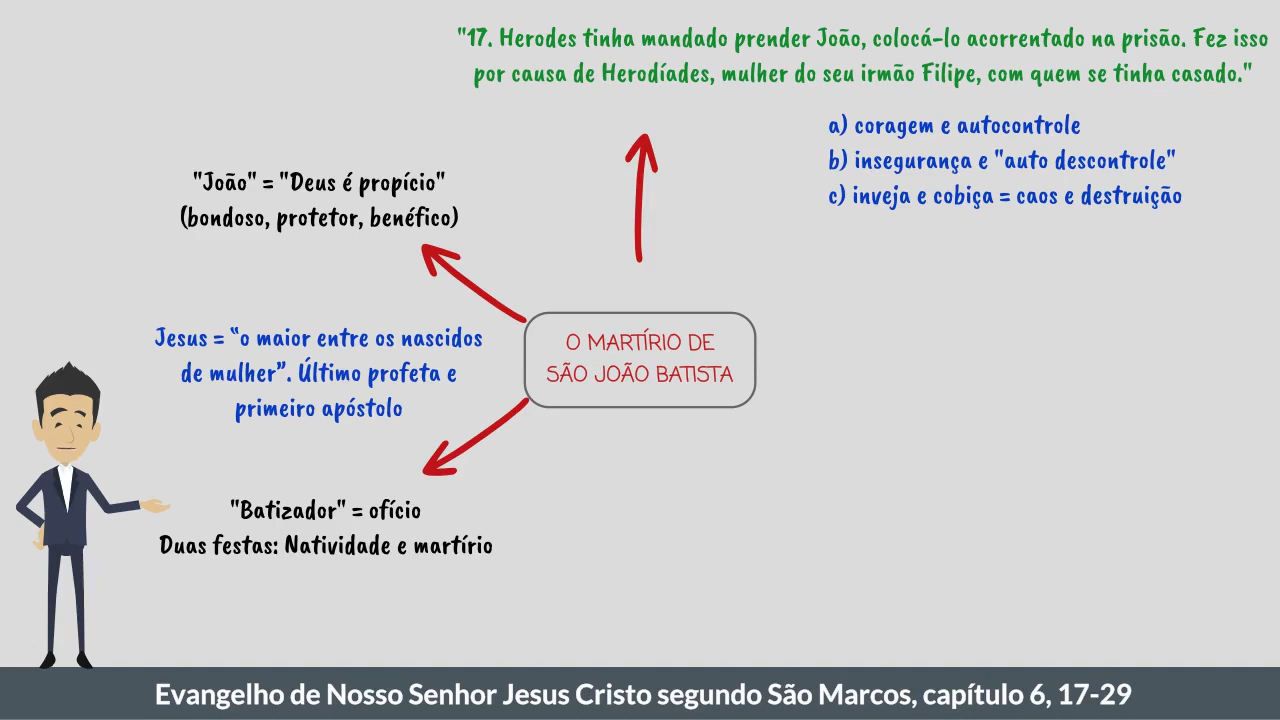 "17. Herodes tinha mandado prender João, colocá-lo acorrentado na prisão. Fez isso
por causa de Herodíades, mulher do seu irmão Filipe, com quem se tinha casado."
a) coragem e autocontrole
b) insegurança e "auto descontrole"
c) inveja e cobiça = caos e destruição
"João" = "Deus é propício"
(bondoso, protetor, benéfico)
Jesus = “o maior entre os nascidos
de mulher”. Último profeta e
primeiro apóstolo
O MARTÍRIO DE
SÃO JOÃO BATISTA
"Batizador" = ofício
Duas festas: Natividade e martírio
Evangelho de Nosso Senhor Jesus Cristo segundo São Marcos, capítulo 6, 17-29